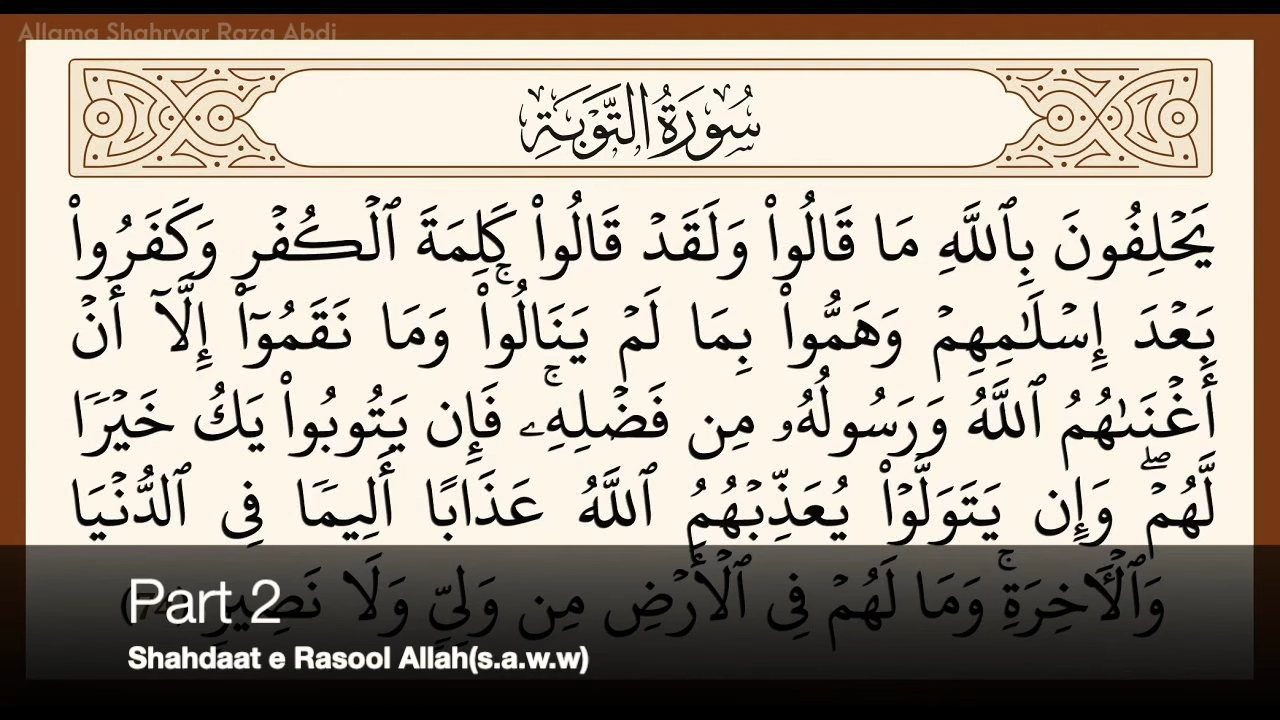 Allama Shahryar Raza Abdi
سُورَةُ التَّوۡبَةِ
يَحۡلِفُونَ بِٱللَّهِ مَا قَالُواْ وَلَقَدۡ قَالُواْ كَلِمَةَ ٱلۡكُفۡرِ وَكَفَرُواْ
بَعۡدَ إِسۡلَٰمِهِمۡ وَهَمُّواْ بِمَا لَمۡ يَنَالُواْۚ وَمَا نَقَمُوٓاْ إِلَّآ أَنۡ
أَغۡنَىٰهُمُ ٱللَّهُ وَرَسُولُهُۥ مِن فَضۡلِهِۦۚ فَإِن يَتُوبُواْ يَكُ خَيۡرٗا
لَّهُمۡۖ وَإِن يَتَوَلَّوۡاْ يُعَذِّبۡهُمُ ٱللَّهُ عَذَابًا أَلِيمٗا فِي ٱلدُّنۡيَا
وَٱلۡأٓخِرَةِۚ وَمَا لَهُمۡ فِي ٱلۡأَرۡضِ مِن وَلِيّٖ وَلَا نَصِيرٖ
Part 2
Shahdaat e Rasool Allah(s.a.w.w)